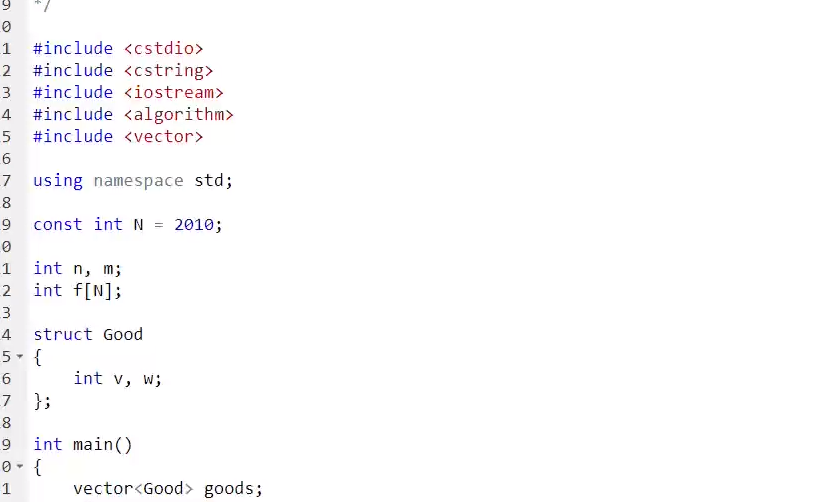 9 */
0
1 #include <cstdio>
2 #include <cstring>
3 #include <iostream>
4 #include <algorithm>
5 #include <vector>
6
7 using namespace std;
8
9 const int N = 2010;
0
1 int n, m;
2 int f[N];
3
4 struct Good
5 {
6     int v, w;
7 };
8
9 int main()
0 {
1     vector<Good> goods;